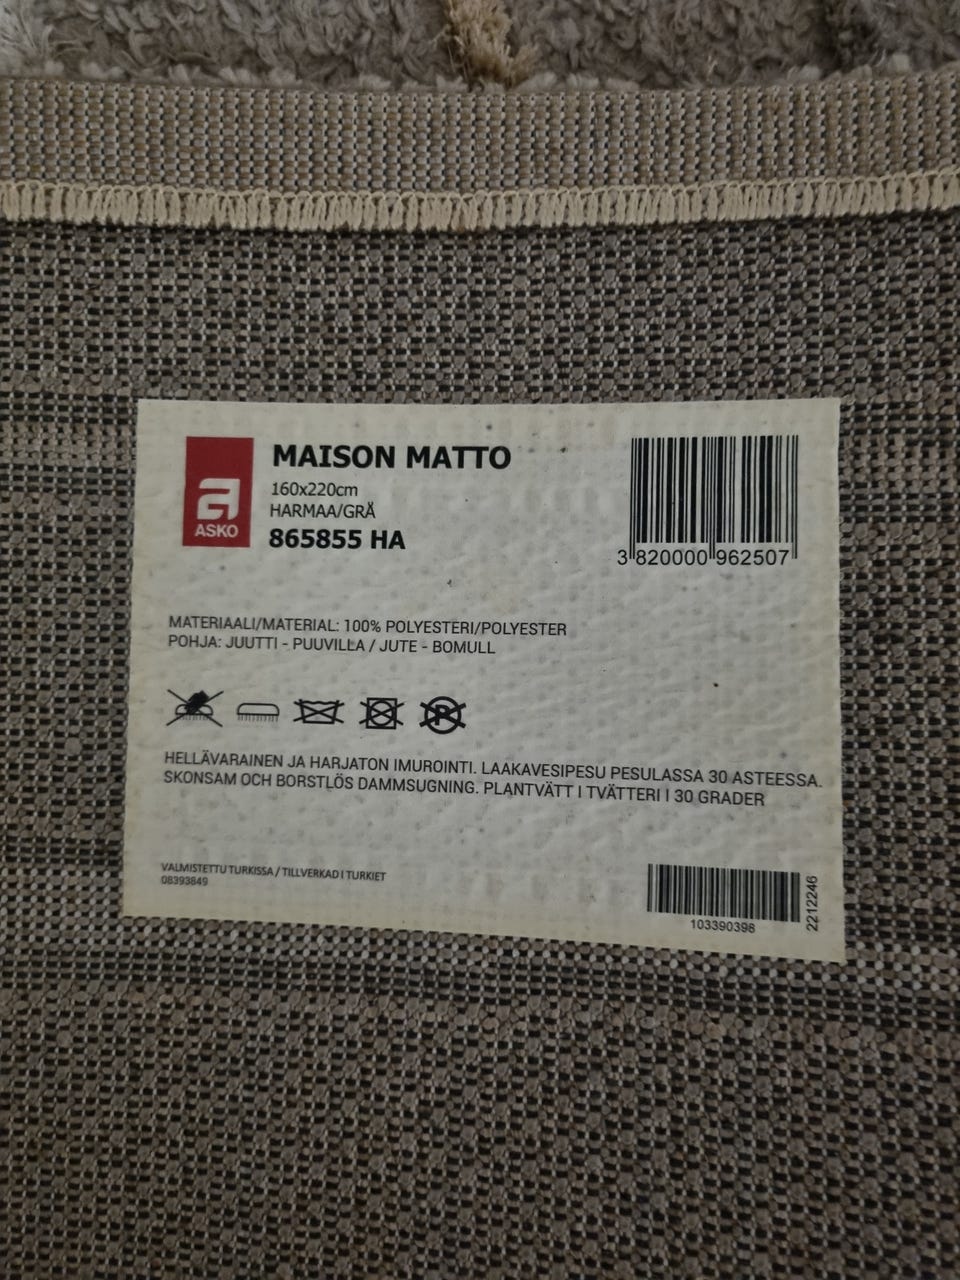 MAISON MATTO
160x220cm
HARMAA/GRÅ
865855 HA
ASKO
3 820000 962507
MATERIAALI/MATERIAL: 100% POLYESTERI/POLYESTER
POHJA: JUUTTI - PUUVILLA / JUTE - BOMULL
P
HELLÄVARAINEN JA HARJATON IMUROINTI. LAAKAVESIPESU PESULASSA 30 ASTEESSA.
SKONSAM OCH BORSTLÖS DAMMSUGNING. PLANTVÄTT I TVÄTTERI I 30 GRADER
VALMISTETTU TURKISSA / TILLVERKAD I TURKIET
08393849
103390398
2212246